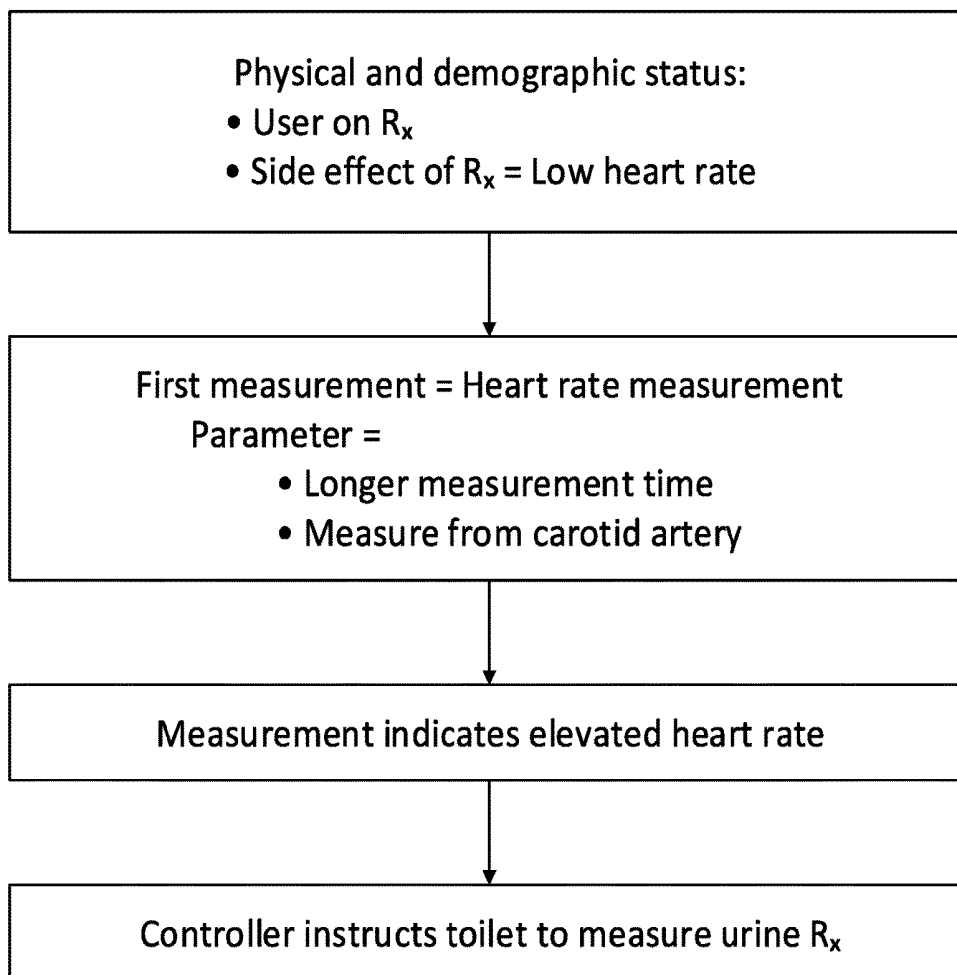 Physical and demographic status:
• User on Rₓ
• Side effect of Rₓ = Low heart rate
First measurement = Heart rate measurement
Parameter =
• Longer measurement time
• Measure from carotid artery
Measurement indicates elevated heart rate
Controller instructs toilet to measure urine Rₓ